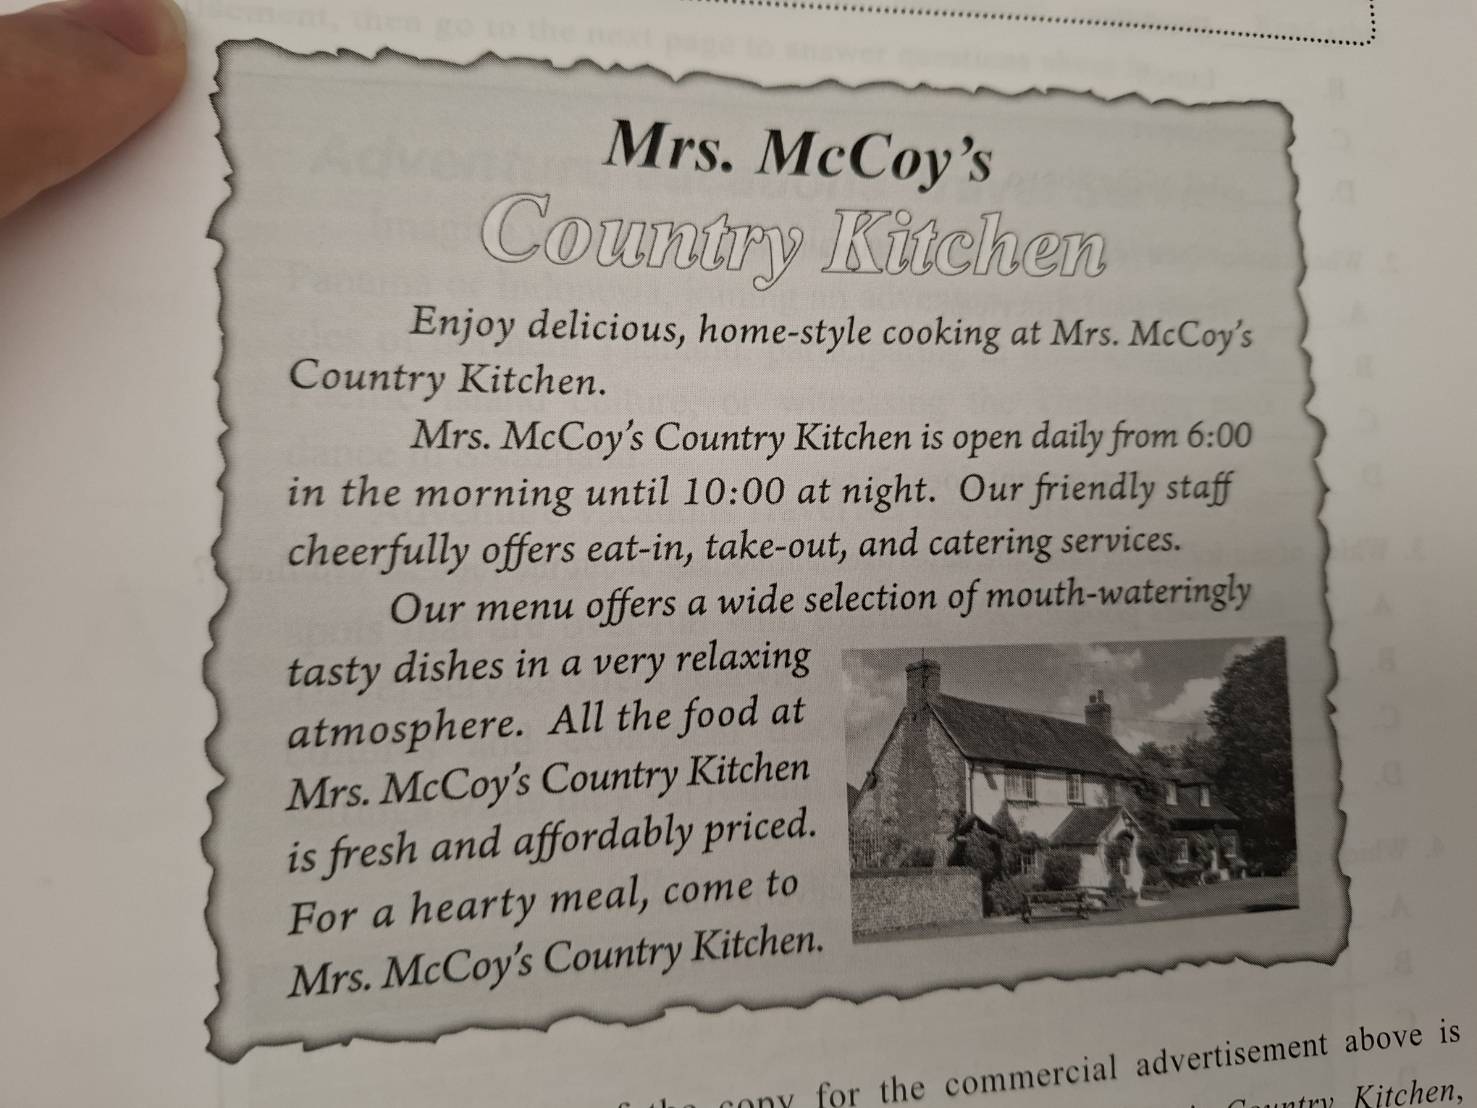 Mrs. McCoy's
Country Kitchen
Enjoy delicious, home-style cooking at Mrs. McCoy's
Country Kitchen.
Mrs. McCoy's Country Kitchen is open daily from 6:00
in the morning until 10:00 at night. Our friendly staff
cheerfully offers eat-in, take-out, and catering services.
Our menu offers a wide selection of mouth-wateringly
tasty dishes in a very relaxing
atmosphere. All the food at
Mrs. McCoy's Country Kitchen
is fresh and affordably priced.
For a hearty meal, come to
Mrs. McCoy's Country Kitchen.
copy for the commercial advertisement above is
Country Kitchen,